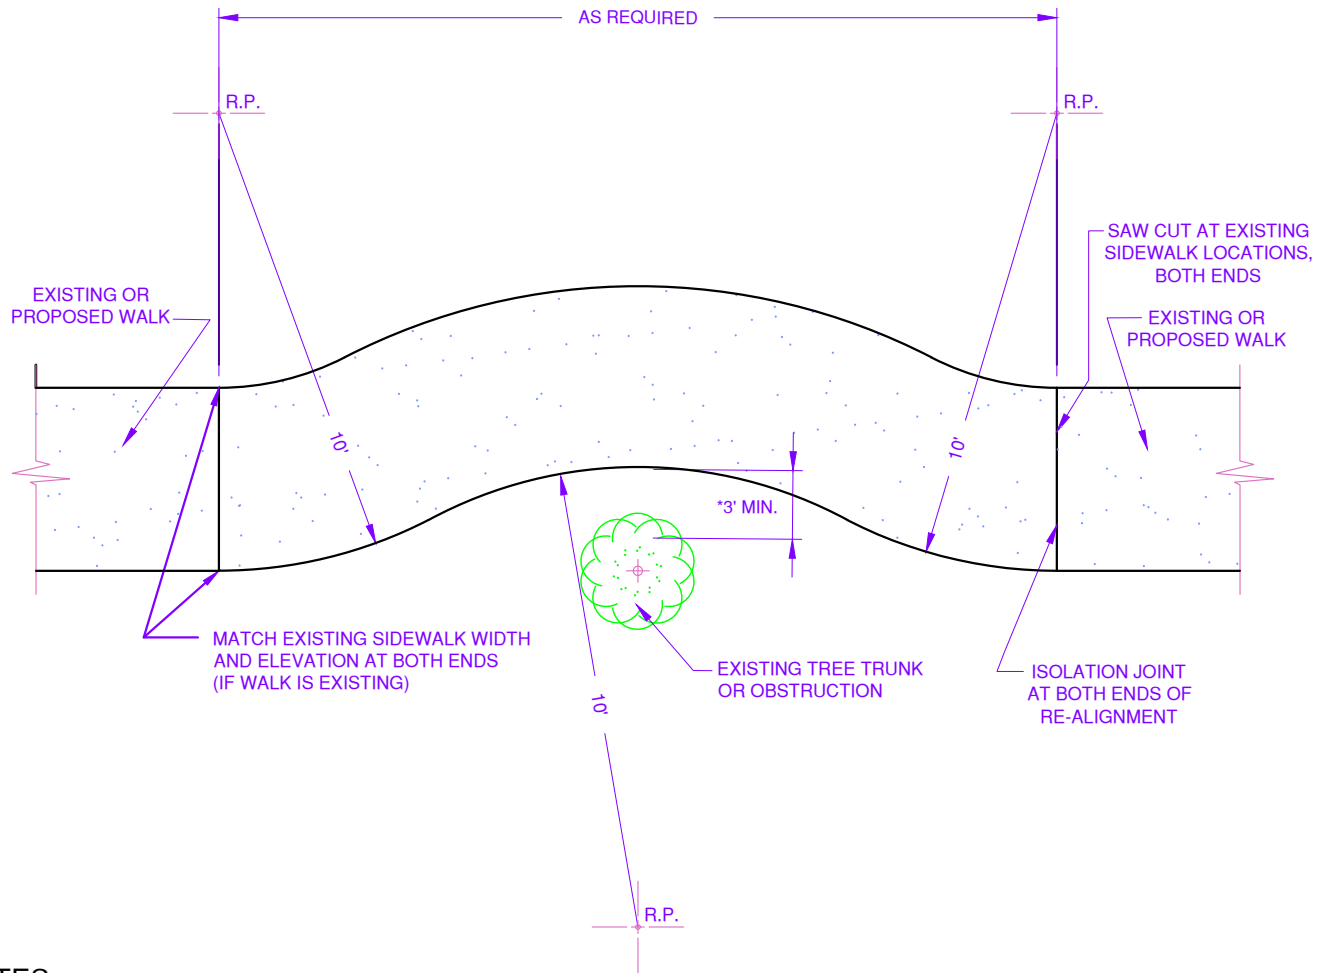 AS REQUIRED
R.P.
R.P.
SAW CUT AT EXISTING
SIDEWALK LOCATIONS,
BOTH ENDS
EXISTING OR
PROPOSED WALK
EXISTING OR
PROPOSED WALK
10'
10'
*3' MIN.
MATCH EXISTING SIDEWALK WIDTH
AND ELEVATION AT BOTH ENDS
(IF WALK IS EXISTING)
EXISTING TREE TRUNK
OR OBSTRUCTION
ISOLATION JOINT
AT BOTH ENDS OF
RE-ALIGNMENT
10'
R.P.